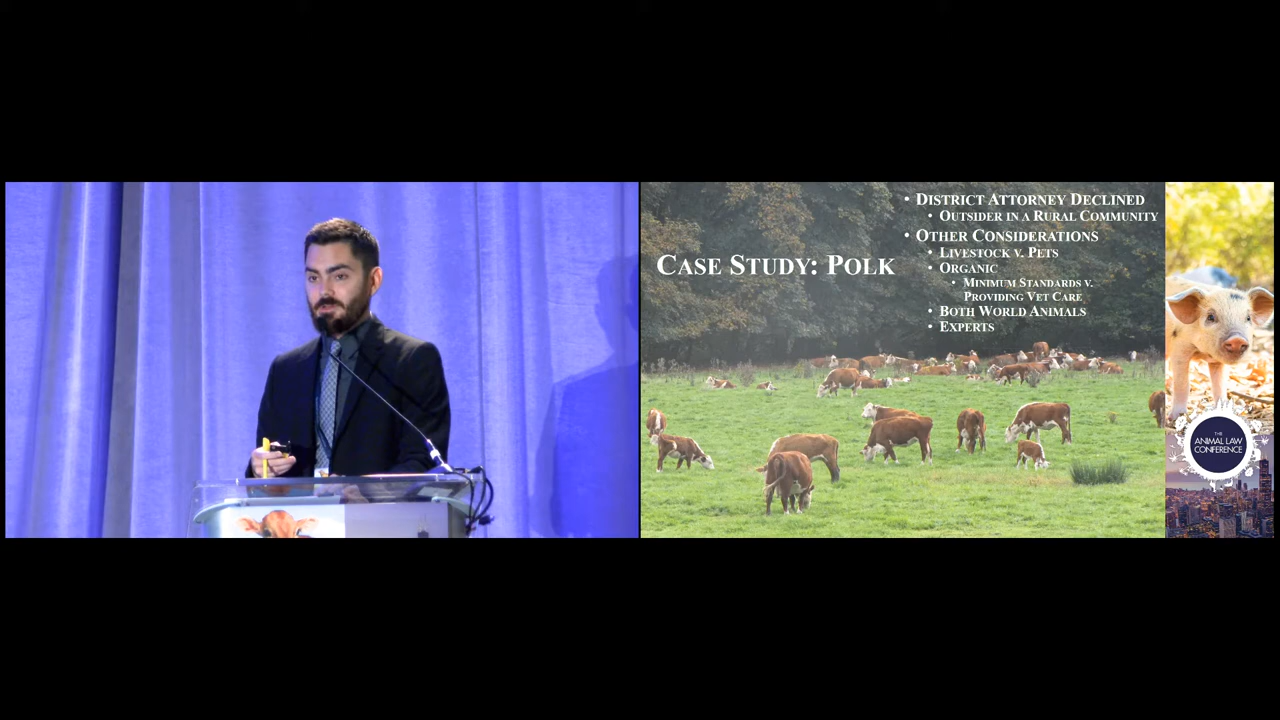 CASE STUDY: POLK
• DISTRICT ATTORNEY DECLINED
• OUTSIDER IN A RURAL COMMUNITY
• OTHER CONSIDERATIONS
• LIVESTOCK V. PETS
• ORGANIC
• MINIMUM STANDARDS V.
PROVIDING VET CARE
• BOTH WORLD ANIMALS
• EXPERTS
THE
ANIMAL LAW
CONFERENCE